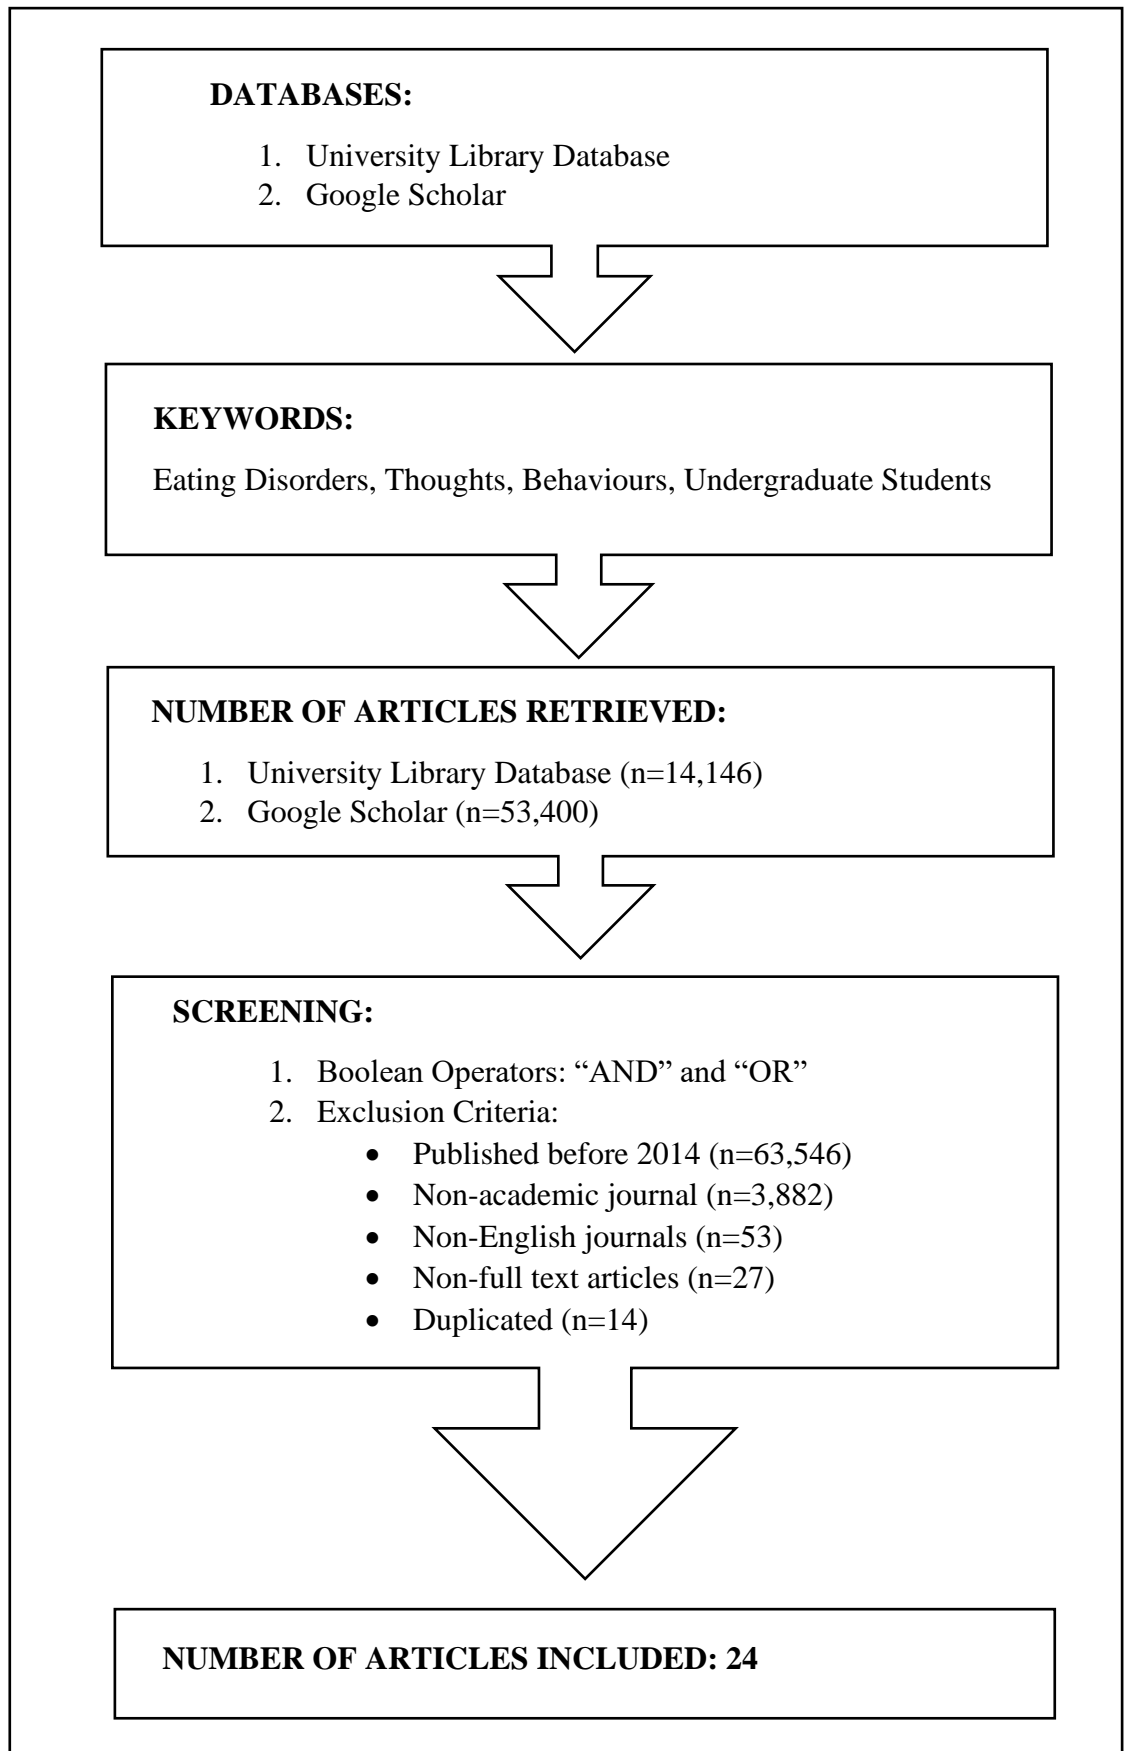 DATABASES:
1. University Library Database
2. Google Scholar
KEYWORDS:
Eating Disorders, Thoughts, Behaviours, Undergraduate Students
NUMBER OF ARTICLES RETRIEVED:
1. University Library Database (n=14,146)
2. Google Scholar (n=53,400)
SCREENING:
1. Boolean Operators: “AND” and “OR”
2. Exclusion Criteria:
• Published before 2014 (n=63,546)
• Non-academic journal (n=3,882)
• Non-English journals (n=53)
• Non-full text articles (n=27)
• Duplicated (n=14)
NUMBER OF ARTICLES INCLUDED: 24